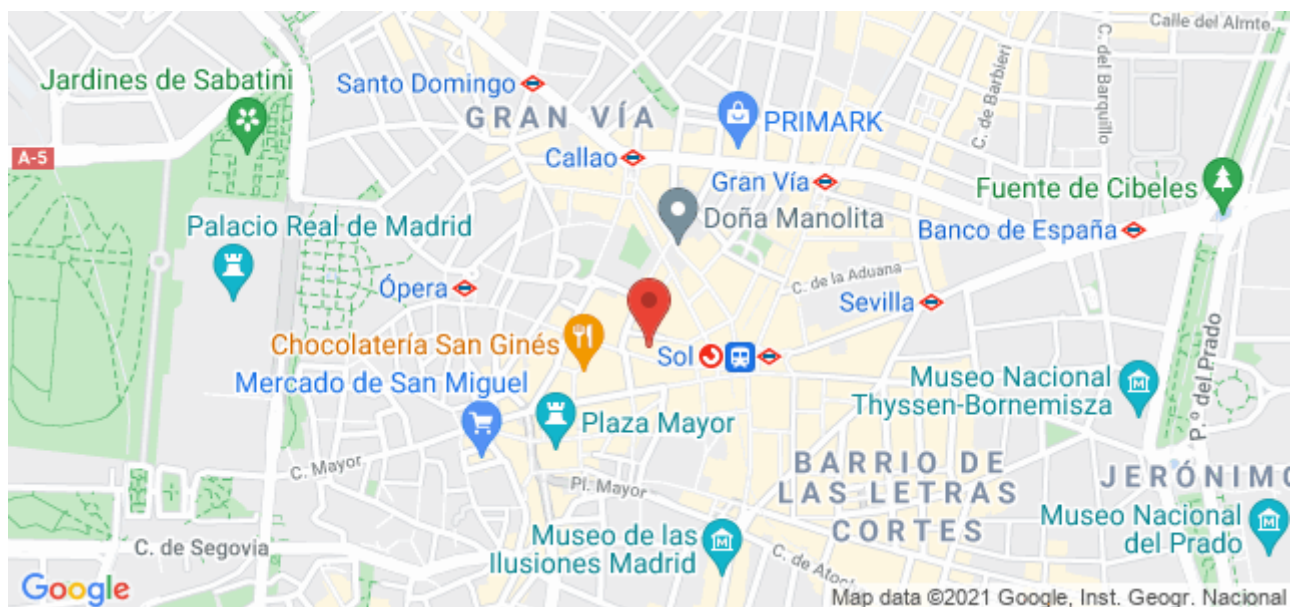 Calle del Almte.
Jardines de Sabatini
Santo Domingo
GRAN VÍA
C. de Barbieri
C. del Barquillo
PRIMARK
A-5
Callao
Gran Vía
Fuente de Cibeles
Doña Manolita
Palacio Real de Madrid
Banco de España
C. de la Aduana
Ópera
Sevilla
Chocolatería San Ginés
Sol
Mercado de San Miguel
Museo Nacional
Thyssen-Bornemisza
P.º del Prado
Plaza Mayor
C. Mayor
BARRIO DE
LAS LETRAS
CORTES
JERÓNIMO
Pl. Mayor
Museo Nacional
del Prado
Museo de las
Ilusiones Madrid
C. de Segovia
C. de Atoch
Google
Map data ©2021 Google, Inst. Geogr. Nacional